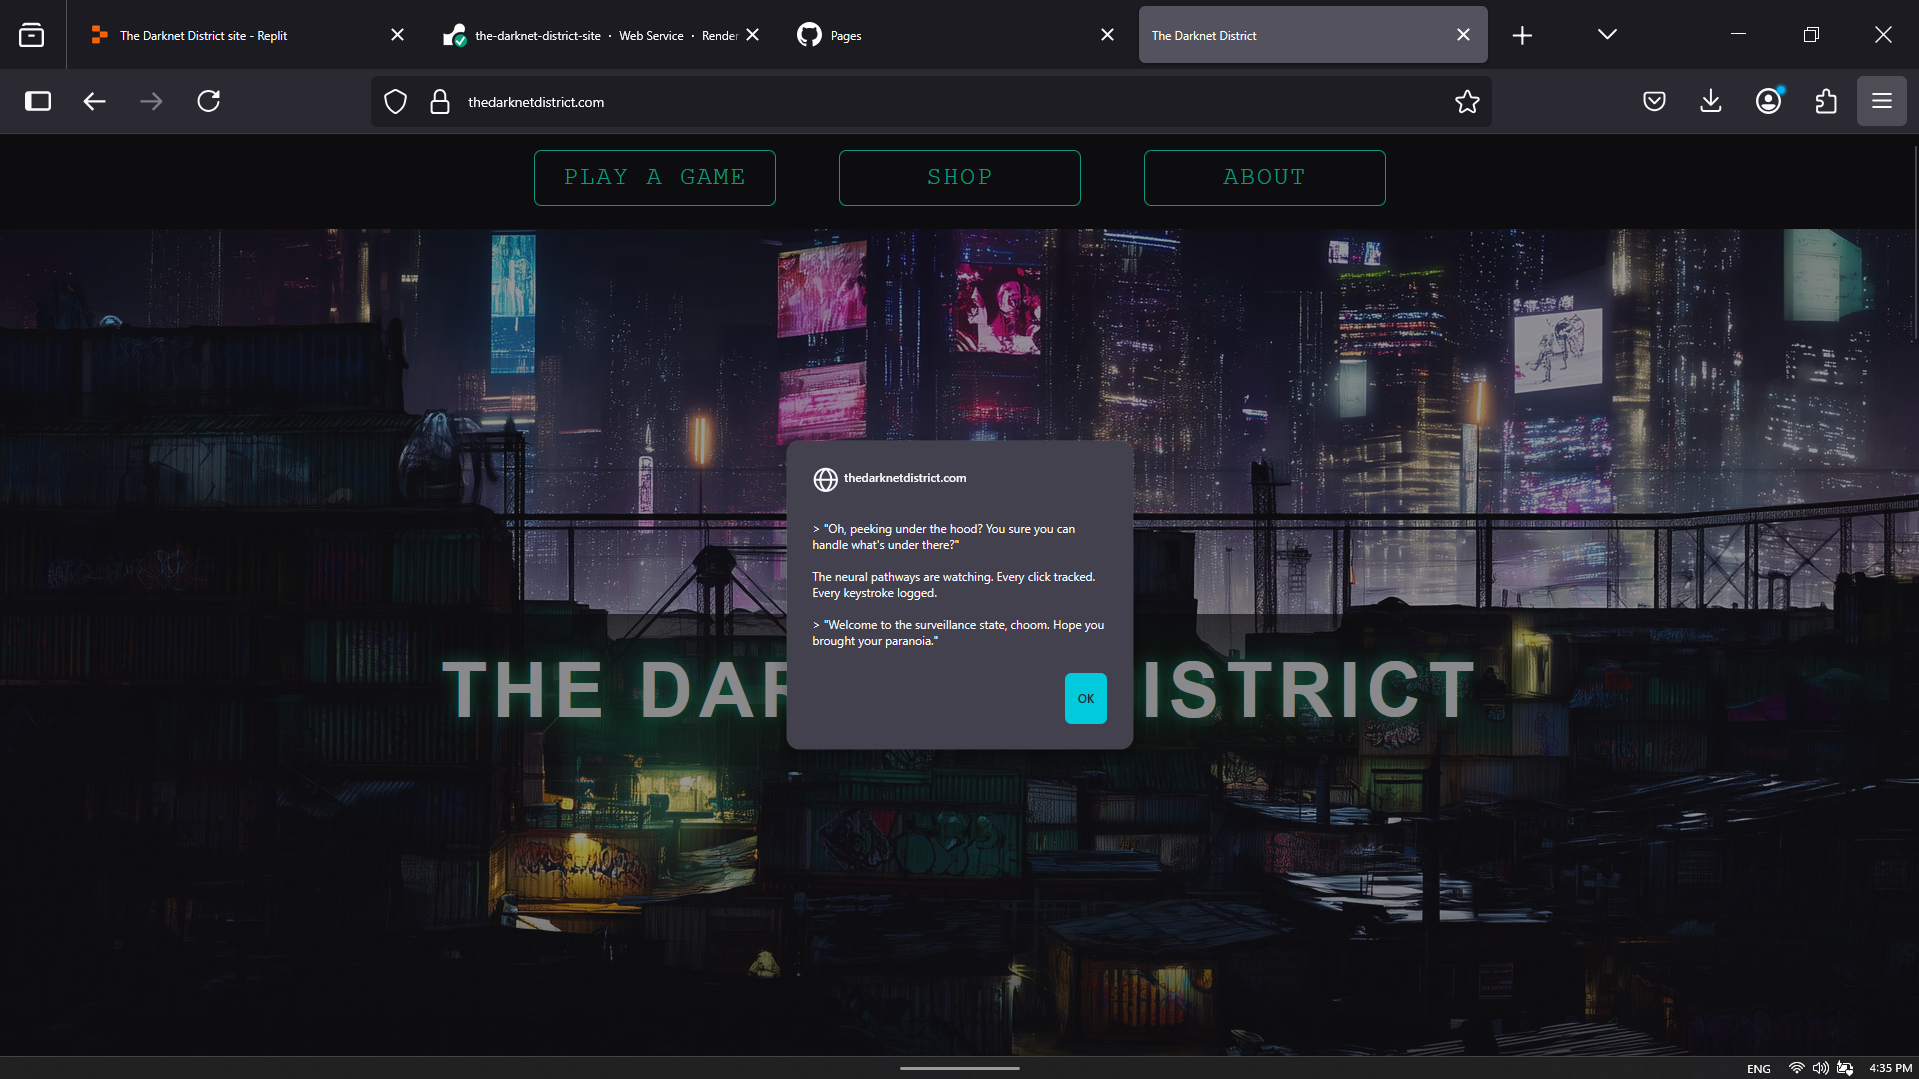 The Darknet District site - Replit
the-darknet-district-site · Web Service · Render
Pages
The Darknet District
thedarknetdistrict.com
PLAY A GAME
SHOP
ABOUT
thedarknetdistrict.com
> "Oh, peeking under the hood? You sure you can
handle what's under there?"
The neural pathways are watching. Every click tracked.
Every keystroke logged.
> "Welcome to the surveillance state, choom. Hope you
brought your paranoia."
OK
THE DAR ISTRICT
ENG
4:35 PM